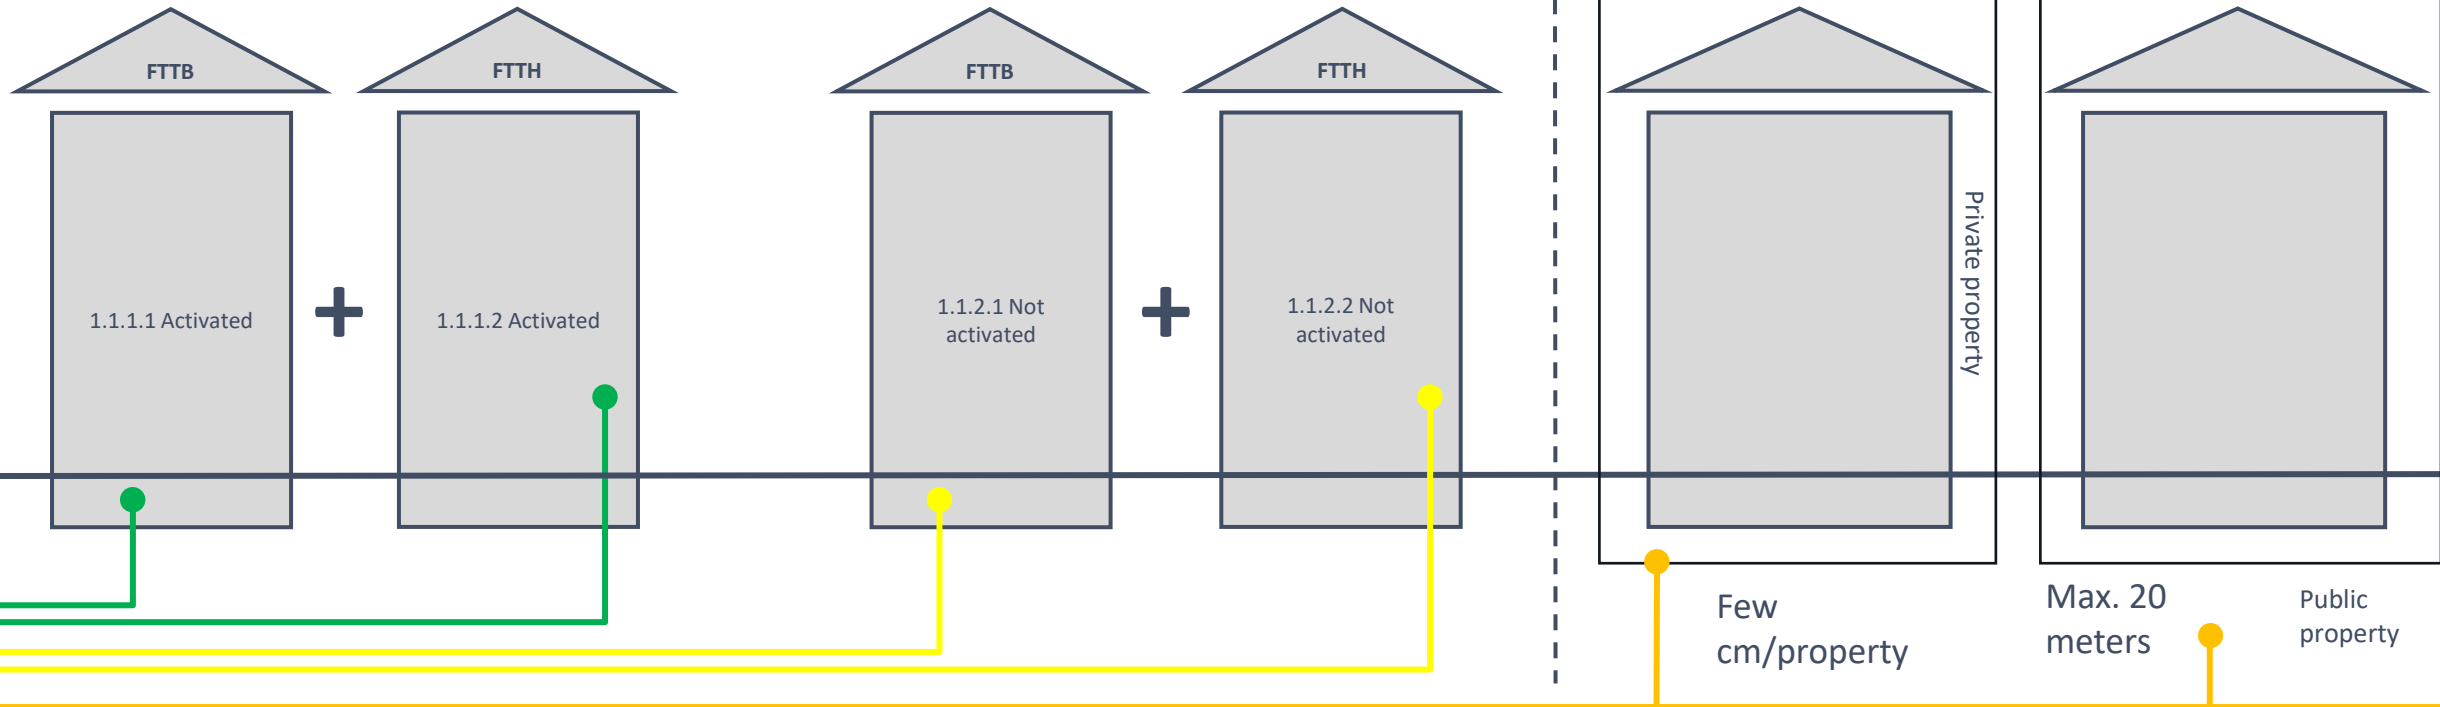 FTTB
FTTH
FTTB
FTTH
1.1.1.1 Activated
1.1.1.2 Activated
1.1.2.1 Not
activated
1.1.2.2 Not
activated
Private property
Few
cm/property
Max. 20
meters
Public
property